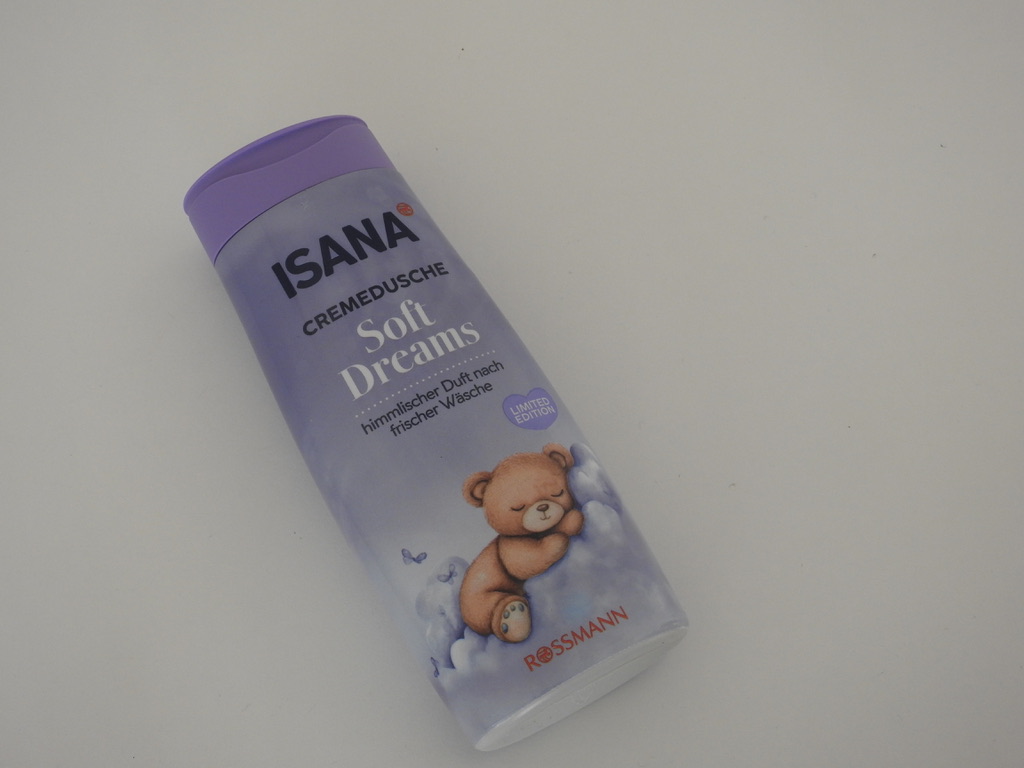 ISANA
CREMEDUSCHE
Soft
Dreams
himmlischer Duft nach
frischer Wäsche
LIMITED
EDITION
ROSSMANN